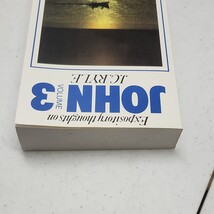 Expository thoughts on
JOHN
VOLUME 3
J.C. RYLE